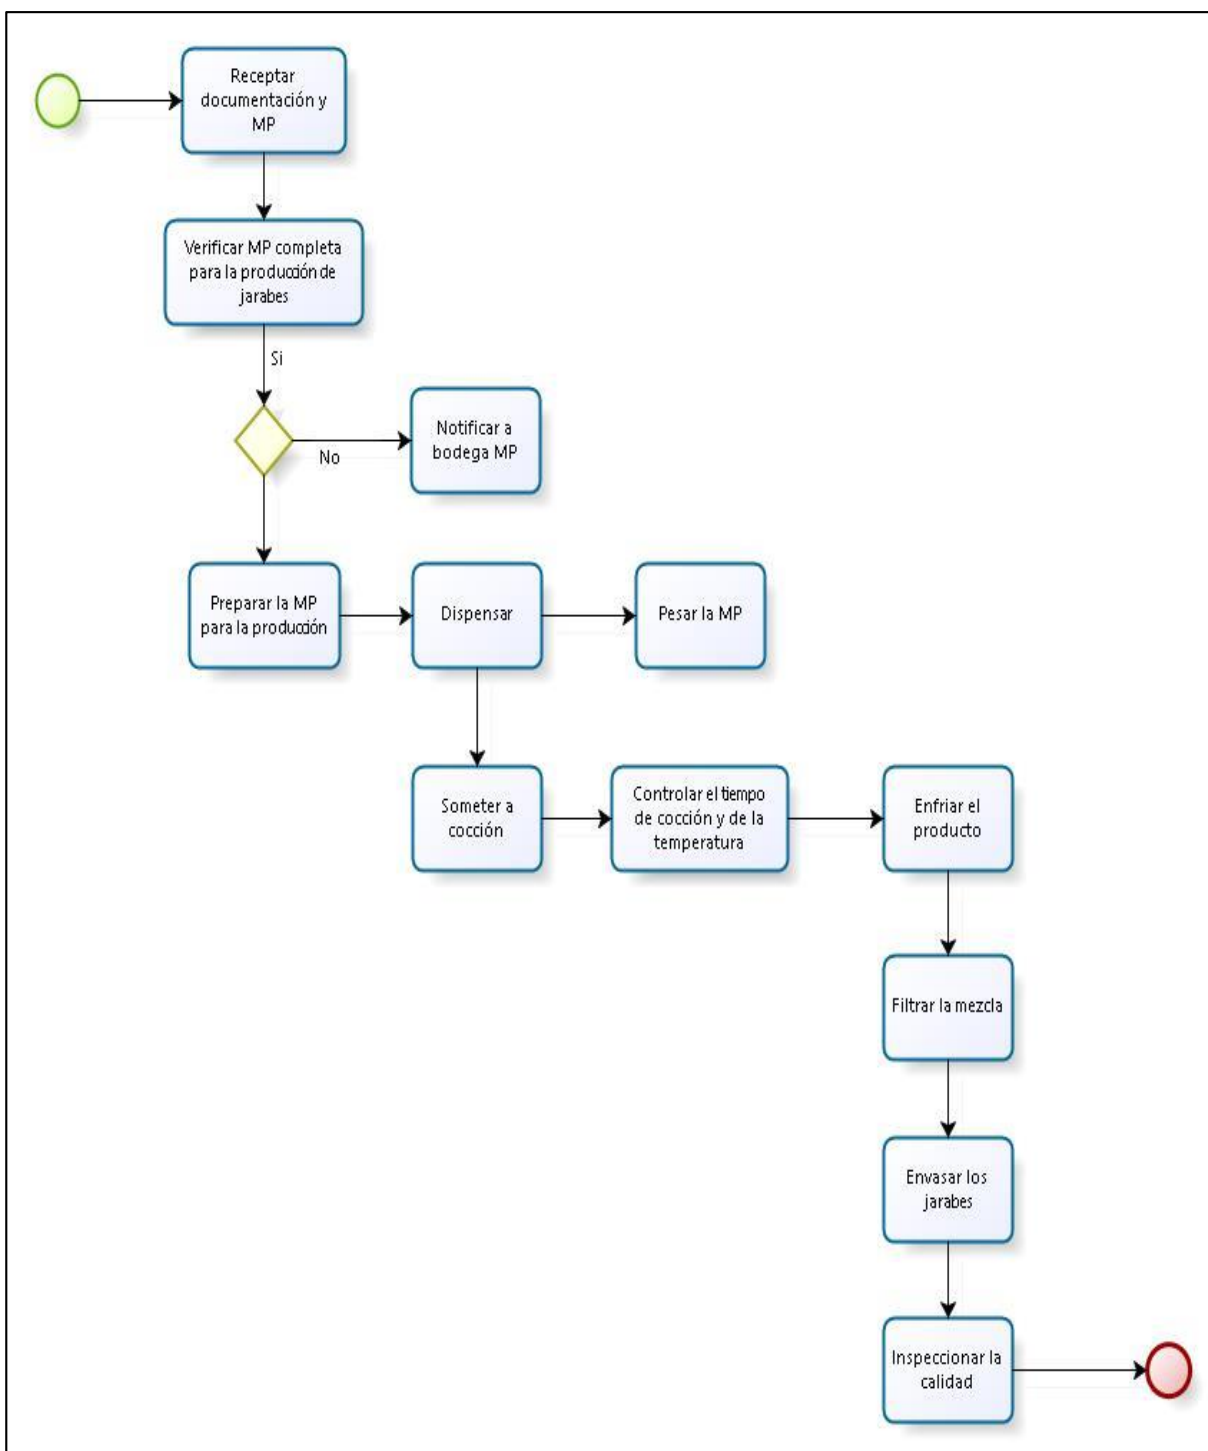 Receptar
documentación y
MP
Verificar MP completa
para la producción de
jarabes
Si
No
Notificar a
bodega MP
Preparar la MP
para la producción
Dispensar
Pesar la MP
Someter a
cocción
Controlar el tiempo
de cocción y de la
temperatura
Enfriar el
producto
Filtrar la mezcla
Envasar los
jarabes
Inspeccionar la
calidad